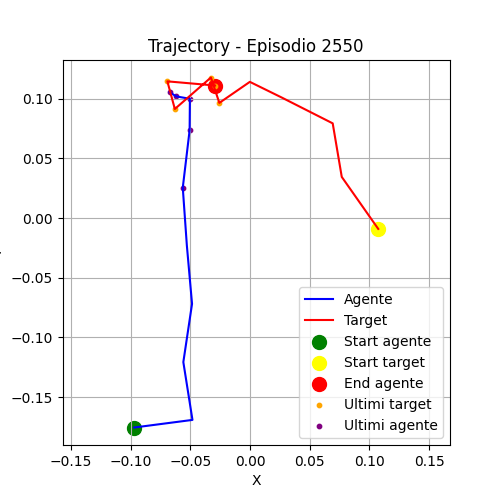 Trajectory - Episodio 2550
0.10
0.05
0.00
−0.05
−0.10
−0.15
−0.15
−0.10
−0.05
0.00
0.05
0.10
0.15
X
Agente
Target
Start agente
Start target
End agente
Ultimi target
Ultimi agente